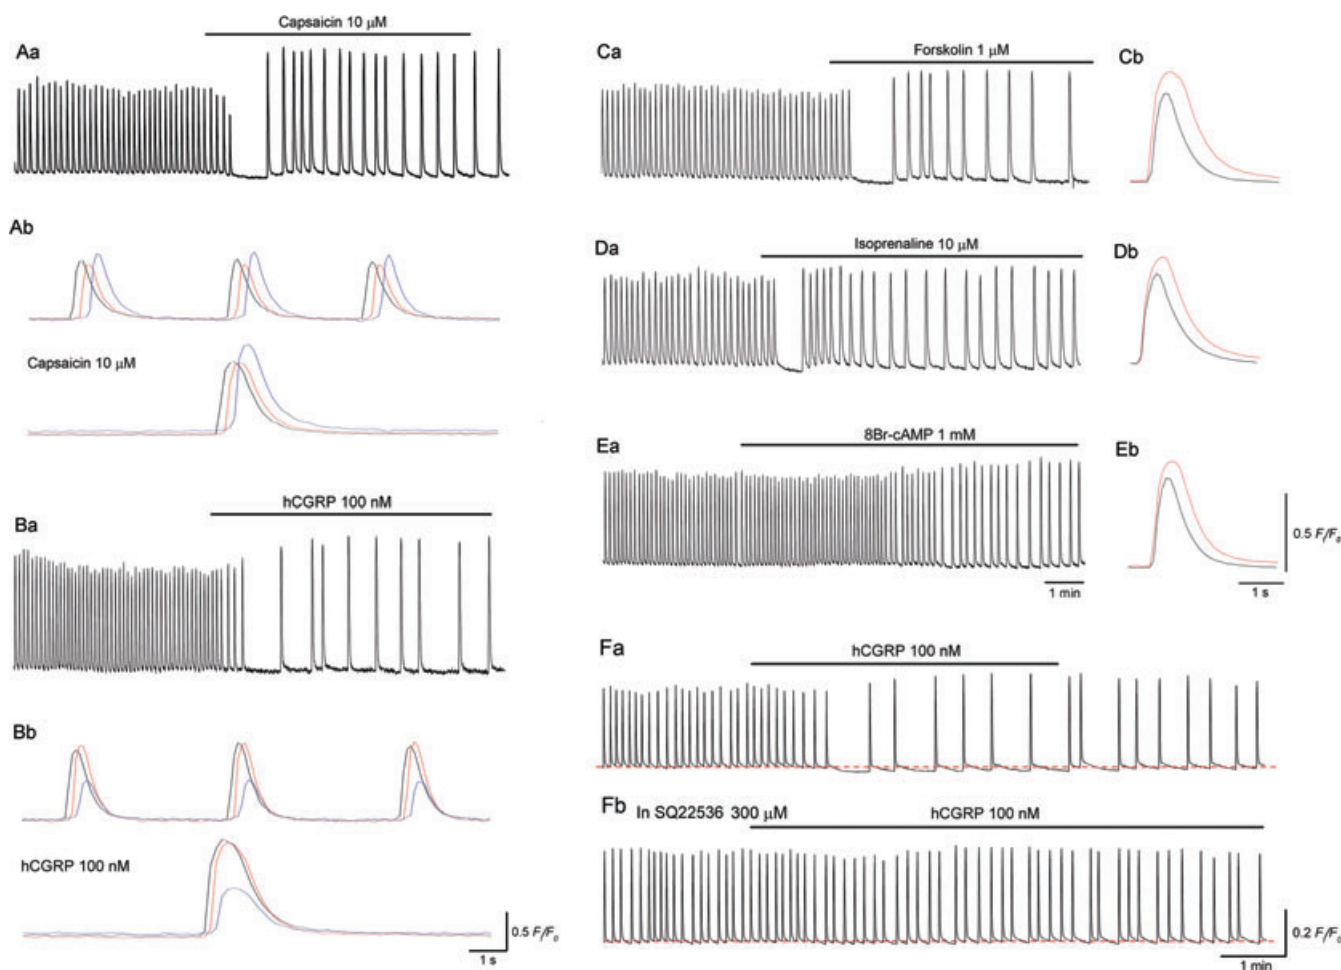 Aa
Capsaicin 10 μM
Ab
Capsaicin 10 μM
Ba
hCGRP 100 nM
Bb
hCGRP 100 nM
0.5 Ft/F0
1 s
Ca
Forskolin 1 μM
Cb
Da
Isoprenaline 10 μM
Db
Ea
8Br-cAMP 1 mM
Eb
1 min
0.5 Ft/F0
1 s
Fa
hCGRP 100 nM
Fb
In SQ22536 300 μM
hCGRP 100 nM
0.2 Ft/F0
1 min